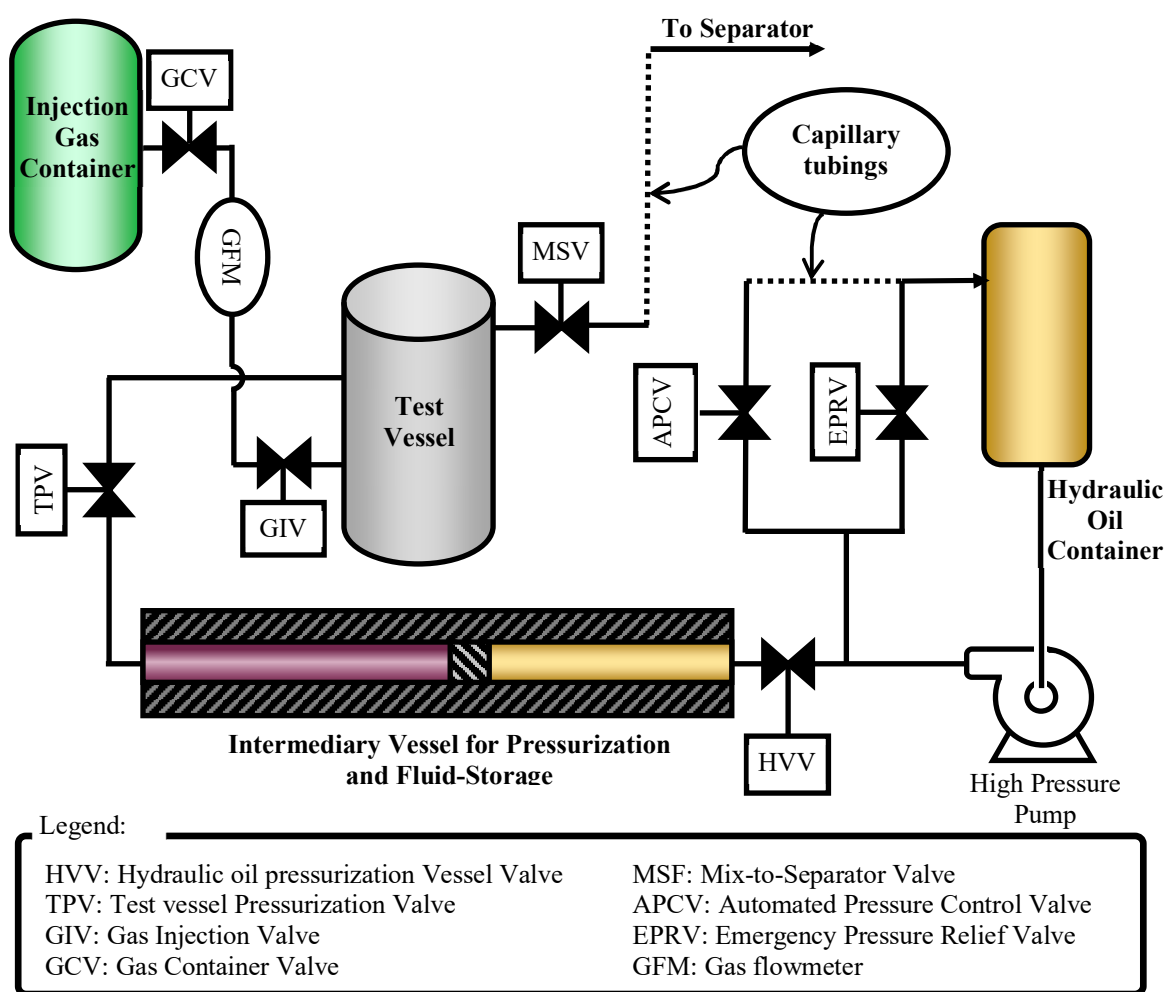 To Separator
GCV
Injection
Gas
Container
Capillary
tubings
GFM
MSV
APCV
EPRV
Test
Vessel
TPV
GIV
Hydraulic
Oil
Container
Intermediary Vessel for Pressurization
and Fluid-Storage
HVV
High Pressure
Pump
Legend:
HVV: Hydraulic oil pressurization Vessel Valve
TPV: Test vessel Pressurization Valve
GIV: Gas Injection Valve
GCV: Gas Container Valve
MSF: Mix-to-Separator Valve
APCV: Automated Pressure Control Valve
EPRV: Emergency Pressure Relief Valve
GFM: Gas flowmeter